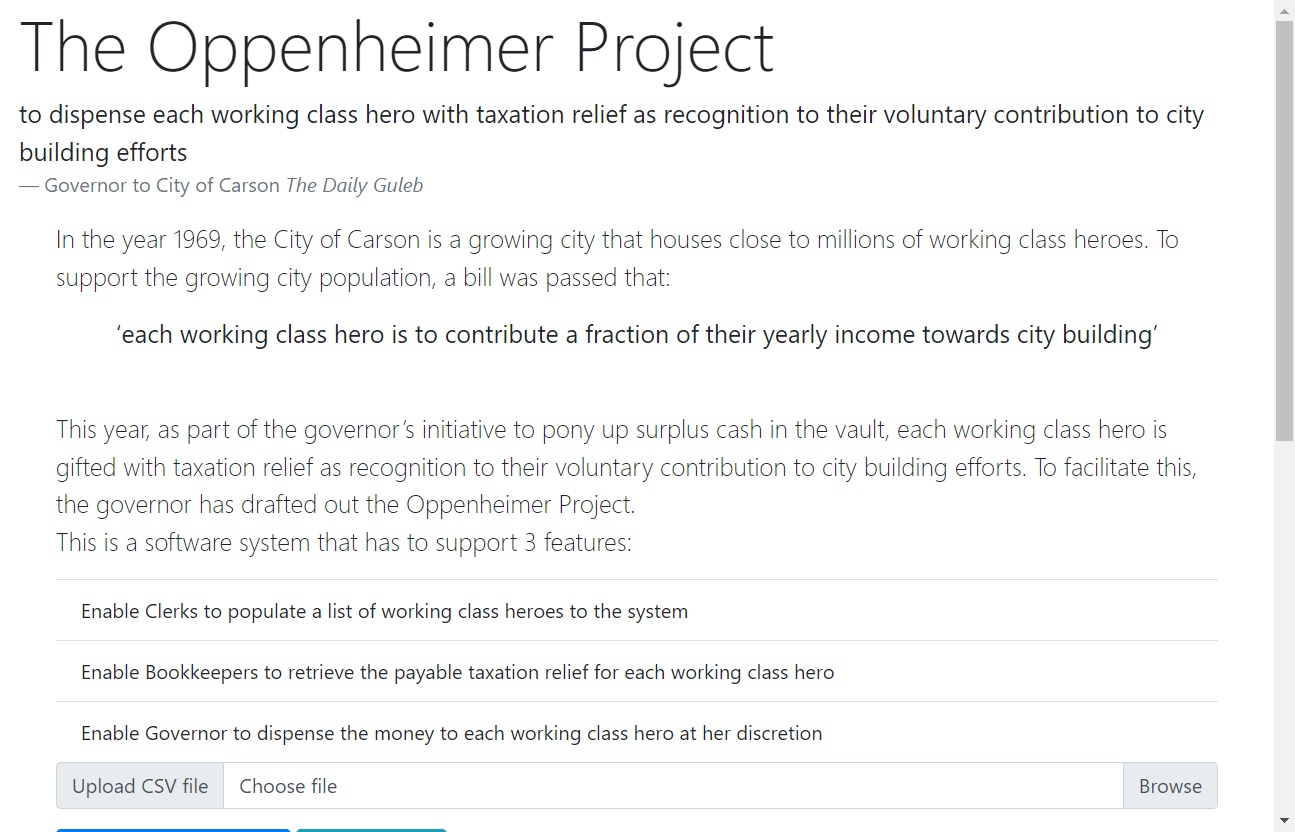 The Oppenheimer Project
to dispense each working class hero with taxation relief as recognition to their voluntary contribution to city
building efforts
— Governor to City of Carson The Daily Guleb
In the year 1969, the City of Carson is a growing city that houses close to millions of working class heroes. To
support the growing city population, a bill was passed that:
‘each working class hero is to contribute a fraction of their yearly income towards city building’
This year, as part of the governor’s initiative to pony up surplus cash in the vault, each working class hero is
gifted with taxation relief as recognition to their voluntary contribution to city building efforts. To facilitate this,
the governor has drafted out the Oppenheimer Project.
This is a software system that has to support 3 features:
Enable Clerks to populate a list of working class heroes to the system
Enable Bookkeepers to retrieve the payable taxation relief for each working class hero
Enable Governor to dispense the money to each working class hero at her discretion
Upload CSV file Choose file Browse